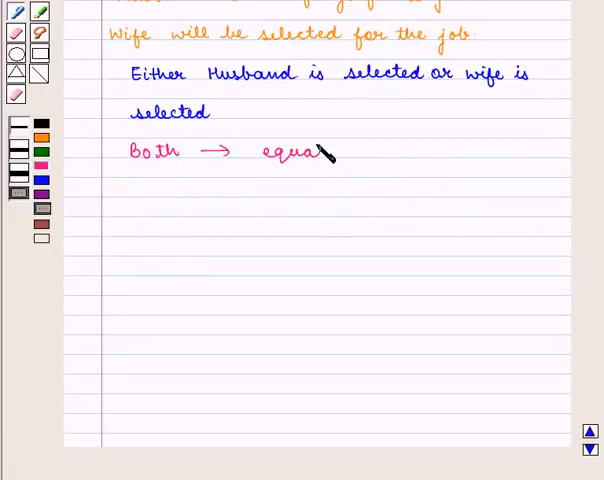 Wife will be selected for the job.
Either Husband is selected or wife is
selected
Both → equa